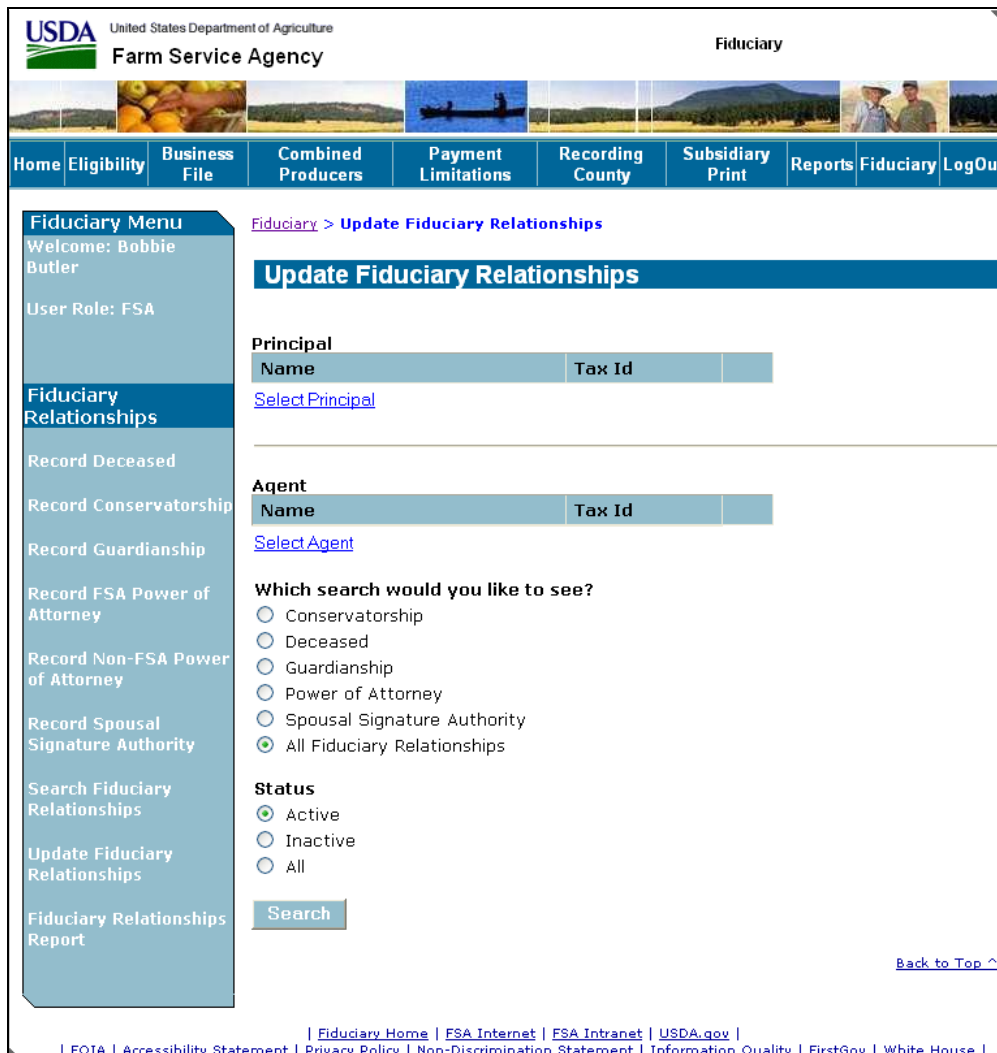 USDA
United States Department of Agriculture
Farm Service Agency
Fiduciary
Home Eligibility Business File Combined Producers Payment Limitations Recording County Subsidiary Print Reports Fiduciary LogOu
Fiduciary Menu
Welcome: Bobbie
Butler
User Role: FSA
Fiduciary
Relationships
Record Deceased
Record Conservatorship
Record Guardianship
Record FSA Power of
Attorney
Record Non-FSA Power
of Attorney
Record Spousal
Signature Authority
Search Fiduciary
Relationships
Update Fiduciary
Relationships
Fiduciary Relationships
Report
Fiduciary > Update Fiduciary Relationships
Update Fiduciary Relationships
Principal
Name Tax Id
Select Principal
Agent
Name Tax Id
Select Agent
Which search would you like to see?
Conservatorship
Deceased
Guardianship
Power of Attorney
Spousal Signature Authority
All Fiduciary Relationships
Status
Active
Inactive
All
Search
Back to Top ^
| Fiduciary Home | FSA Internet | FSA Intranet | USDA.gov |
| FOIA | Accessibility Statement | Privacy Policy | Non-Discrimination Statement | Information Quality | FirstGov | White House |